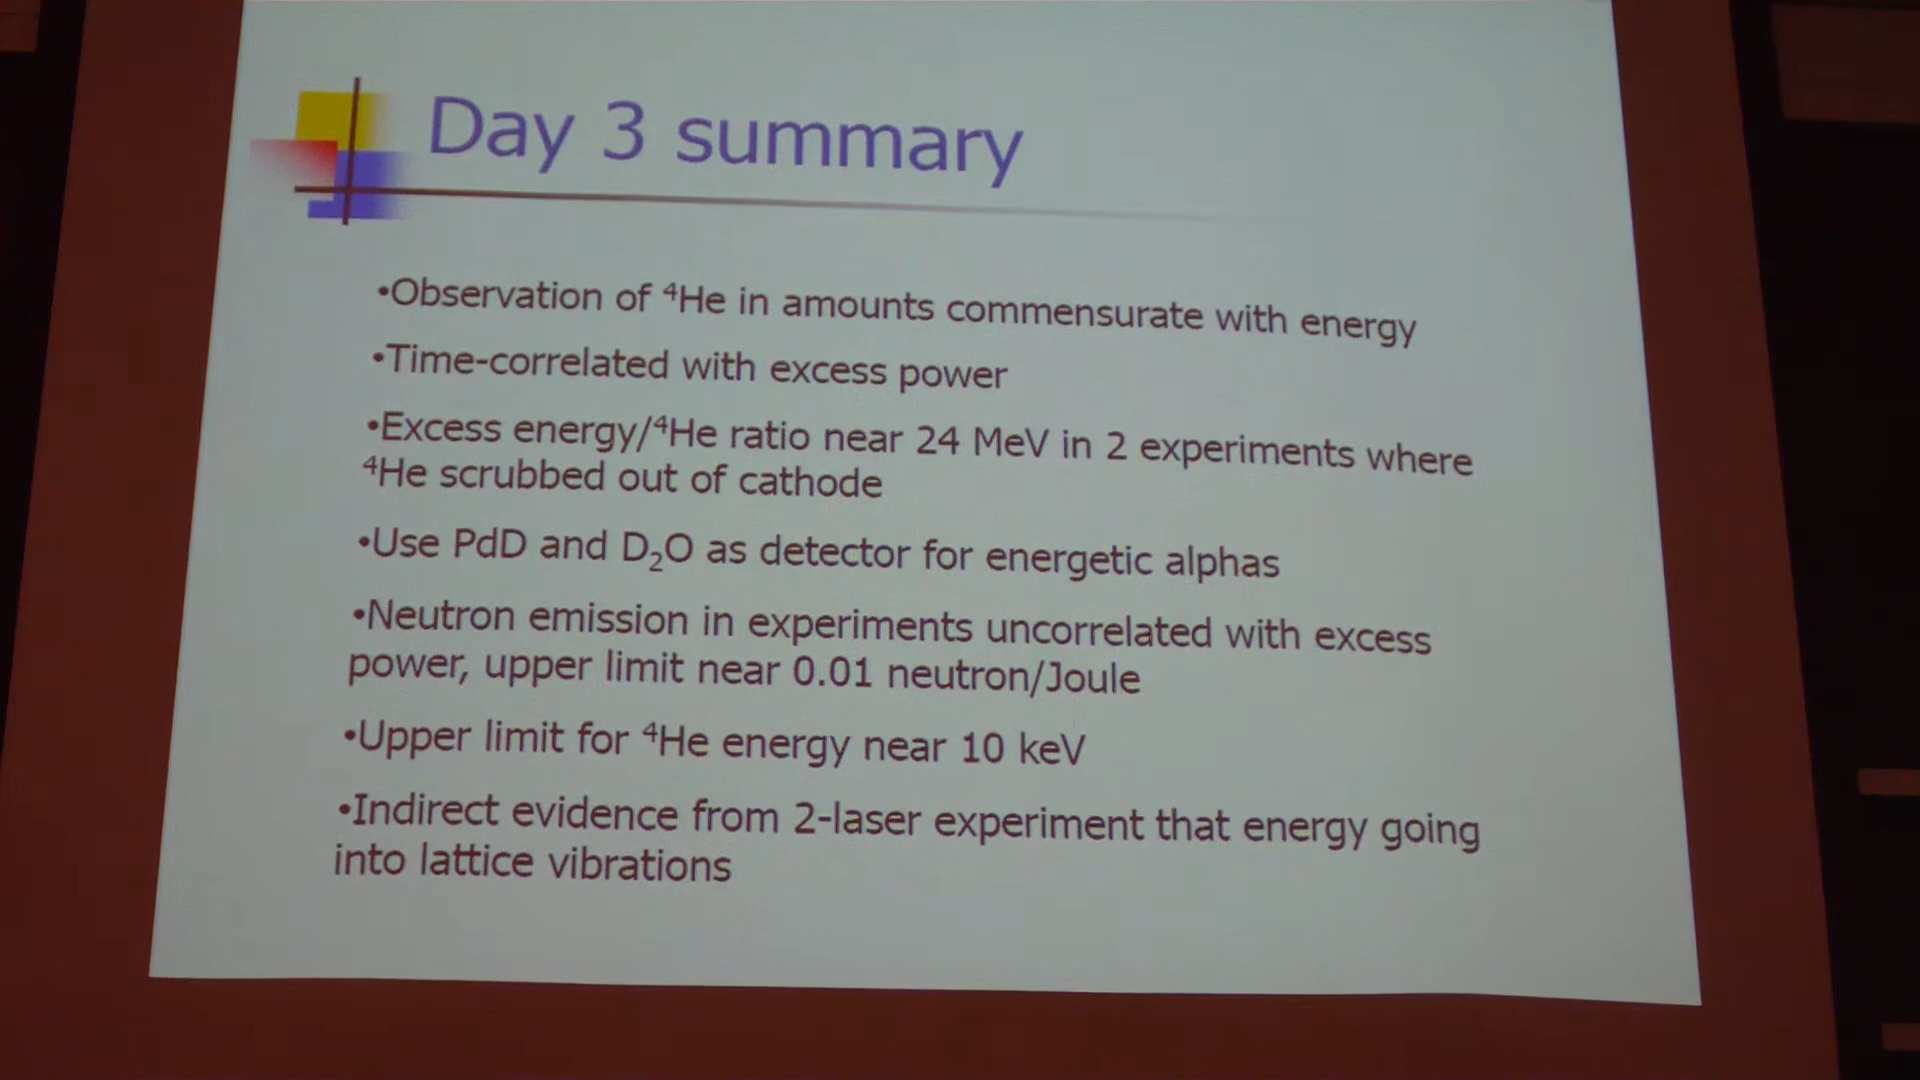 Day 3 summary
•Observation of ⁴He in amounts commensurate with energy
•Time-correlated with excess power
•Excess energy/⁴He ratio near 24 MeV in 2 experiments where
⁴He scrubbed out of cathode
•Use PdD and D₂O as detector for energetic alphas
•Neutron emission in experiments uncorrelated with excess
power, upper limit near 0.01 neutron/Joule
•Upper limit for ⁴He energy near 10 keV
•Indirect evidence from 2-laser experiment that energy going
into lattice vibrations